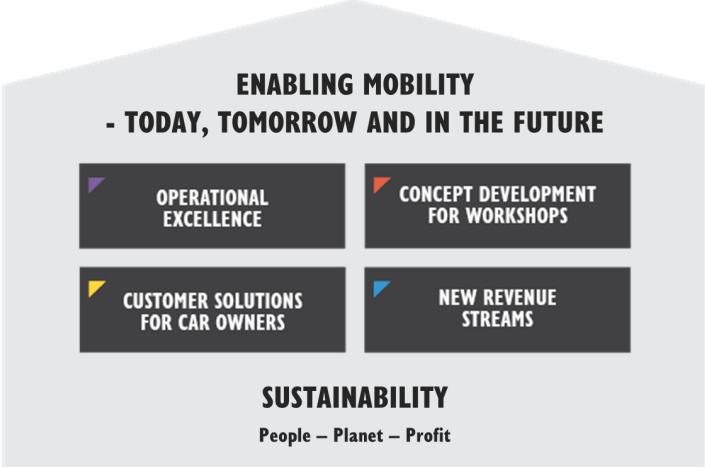 ENABLING MOBILITY
- TODAY, TOMORROW AND IN THE FUTURE
OPERATIONAL
EXCELLENCE
CONCEPT DEVELOPMENT
FOR WORKSHOPS
CUSTOMER SOLUTIONS
FOR CAR OWNERS
NEW REVENUE
STREAMS
SUSTAINABILITY
People – Planet – Profit